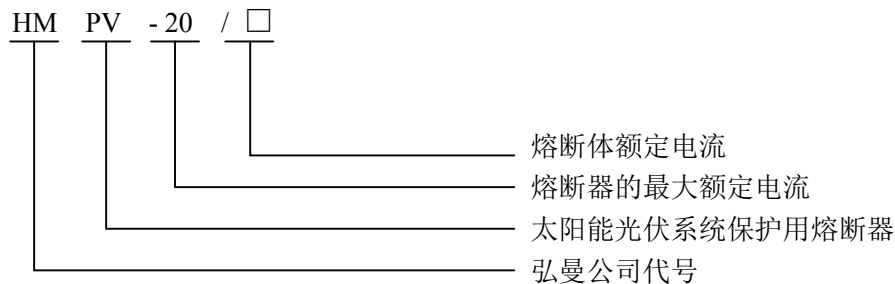 HM PV - 20 / □
熔断体额定电流
熔断器的最大额定电流
太阳能光伏系统保护用熔断器
弘曼公司代号